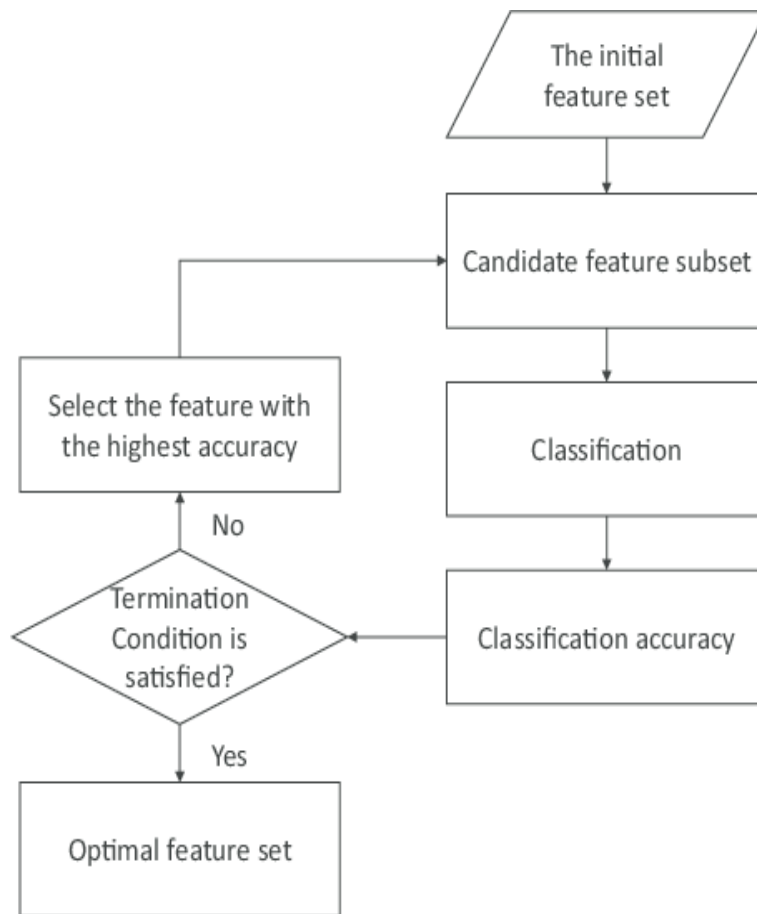 The initial
feature set
Candidate feature subset
Classification
Classification accuracy
Termination
Condition is
satisfied?
No
Select the feature with
the highest accuracy
Yes
Optimal feature set